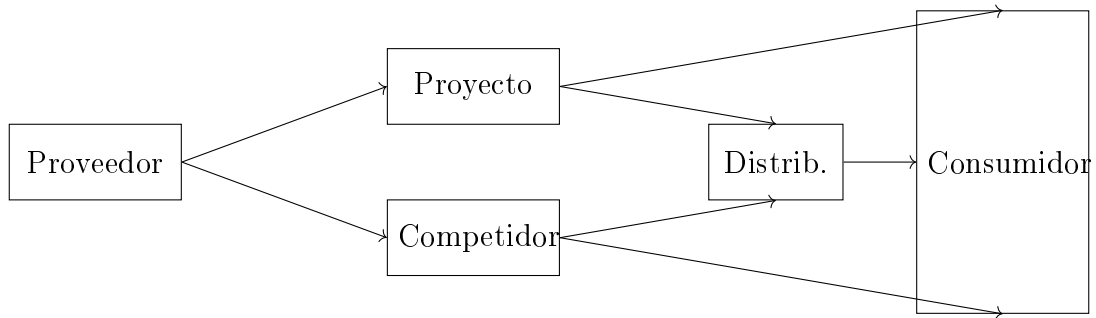 Proveedor
Proyecto
Competidor
Distrib.
Consumidor